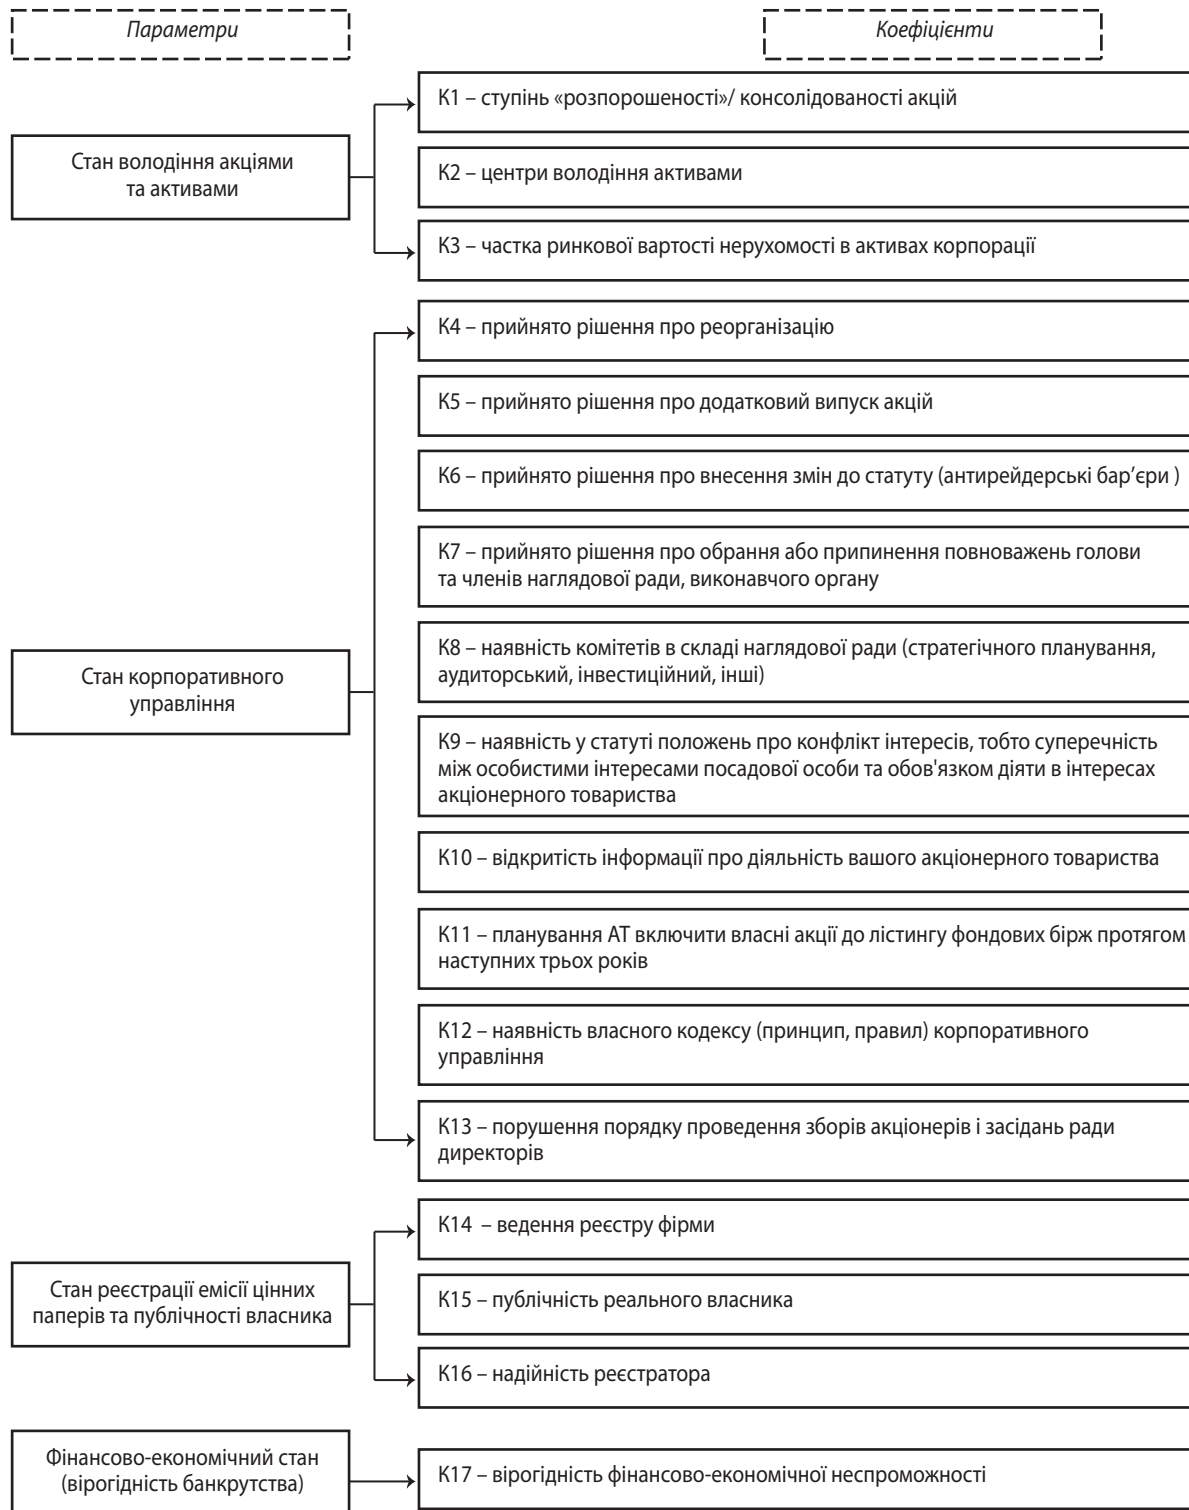 Параметри
Коефіцієнти
Стан володіння акціями
та активами
К1 – ступінь «розпорошеності»/ консолідованості акцій
К2 – центри володіння активами
К3 – частка ринкової вартості нерухомості в активах корпорації
Стан корпоративного
управління
К4 – прийнято рішення про реорганізацію
К5 – прийнято рішення про додатковий випуск акцій
К6 – прийнято рішення про внесення змін до статуту (антирейдерські бар’єри )
К7 – прийнято рішення про обрання або припинення повноважень голови
та членів наглядової ради, виконавчого органу
К8 – наявність комітетів в складі наглядової ради (стратегічного планування,
аудиторський, інвестиційний, інші)
К9 – наявність у статуті положень про конфлікт інтересів, тобто суперечність
між особистими інтересами посадової особи та обов'язком діяти в інтересах
акціонерного товариства
К10 – відкритість інформації про діяльність вашого акціонерного товариства
К11 – планування АТ включити власні акції до лістингу фондових бірж протягом
наступних трьох років
К12 – наявність власного кодексу (принцип, правил) корпоративного
управління
К13 – порушення порядку проведення зборів акціонерів і засідань ради
директорів
Стан реєстрації емісії цінних
паперів та публічності власника
К14 – ведення реєстру фірми
К15 – публічність реального власника
К16 – надійність реєстратора
Фінансово-економічний стан
(вірогідність банкрутства)
К17 – вірогідність фінансово-економічної неспроможності